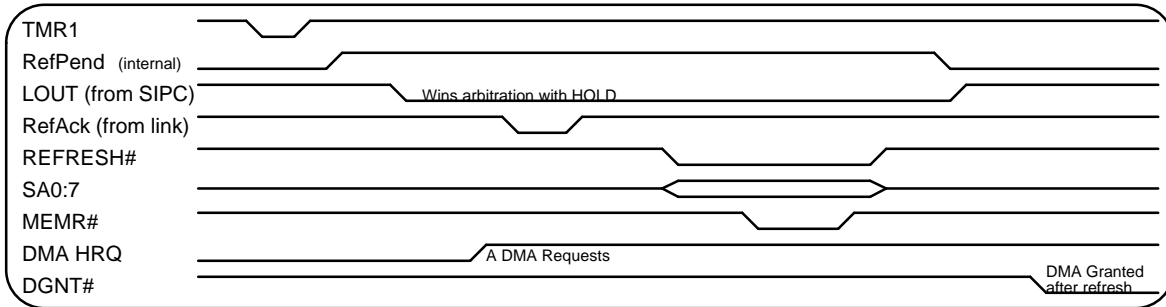 TMR1
RefPend (internal)
LOUT (from SIPC)
Wins arbitration with HOLD
RefAck (from link)
REFRESH#
SA0:7
MEMR#
DMA HRQ
A DMA Requests
DGNT#
DMA Granted
after refresh